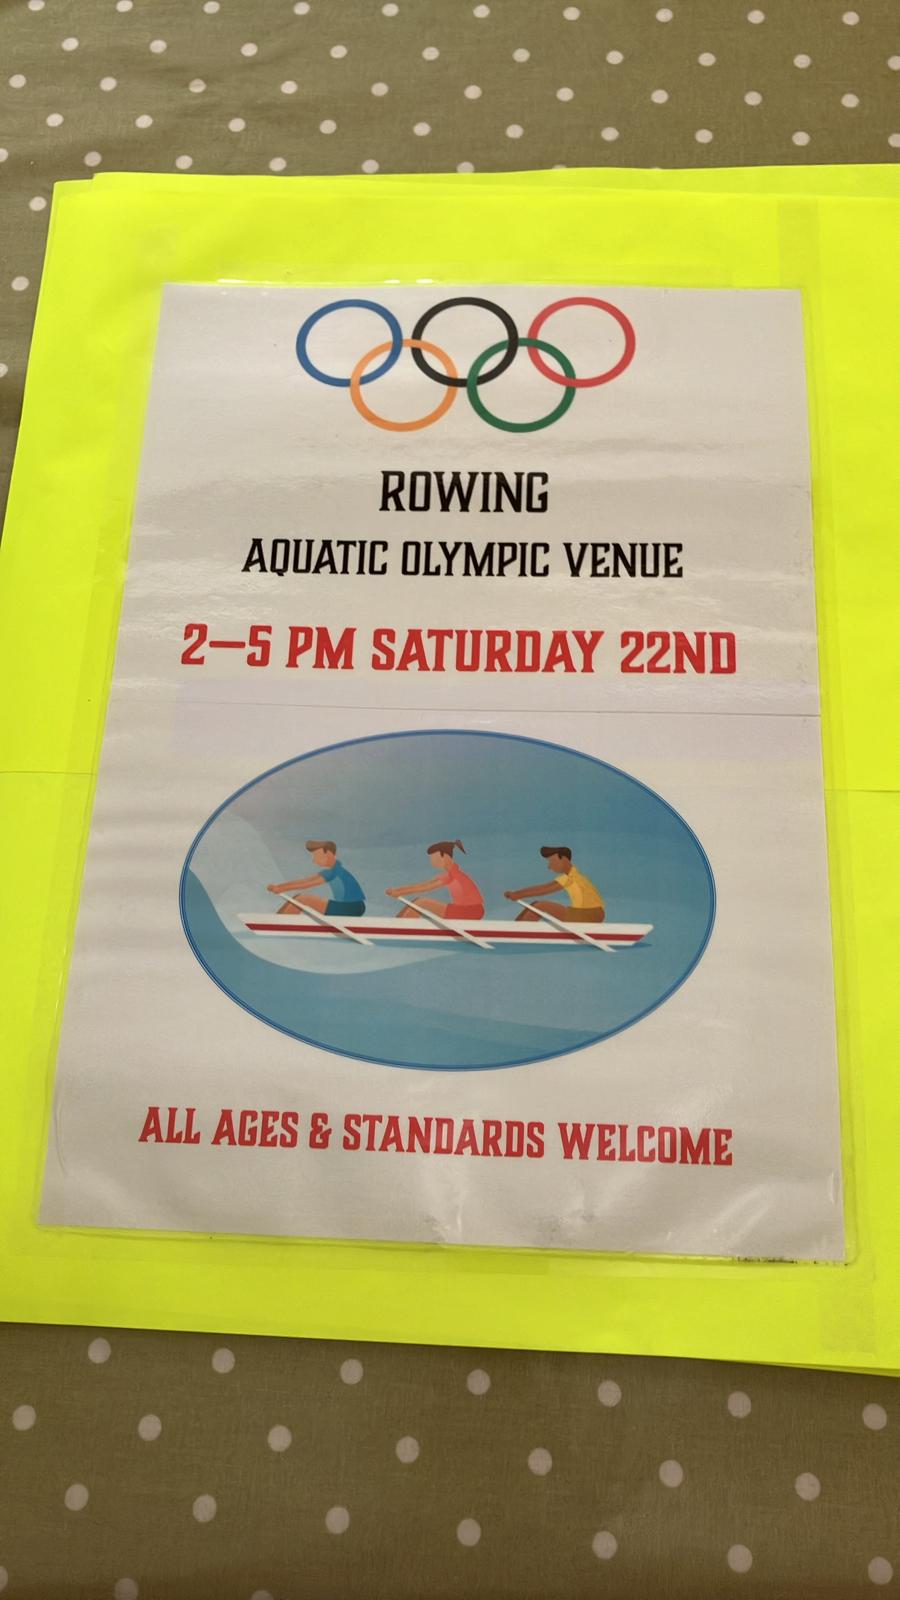 ROWING
AQUATIC OLYMPIC VENUE
2–5 PM SATURDAY 22ND
ALL AGES & STANDARDS WELCOME